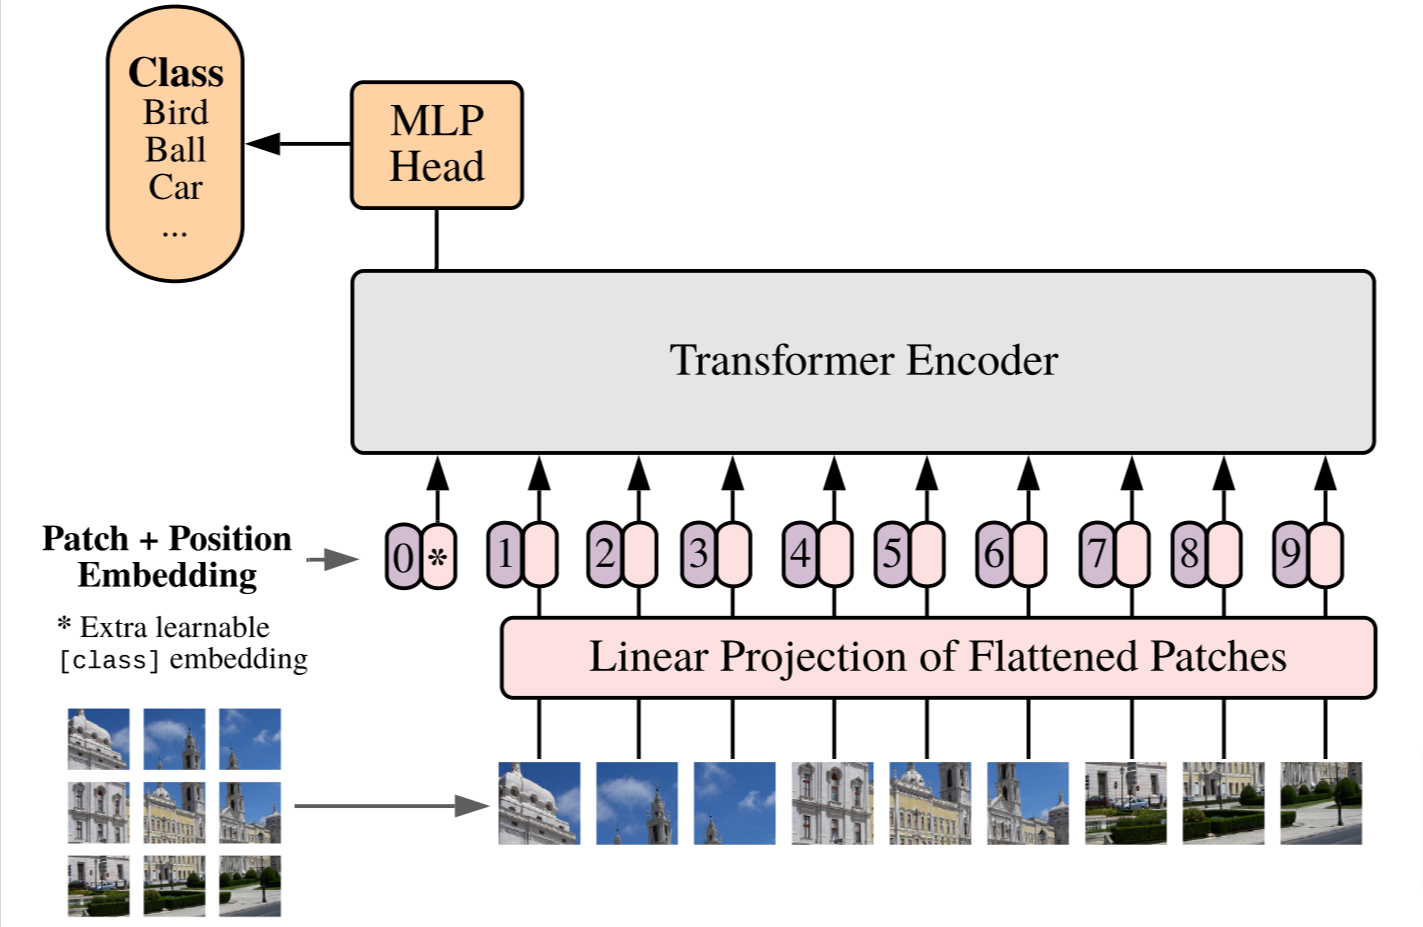 Class
Bird
Ball
Car
...
MLP
Head
Transformer Encoder
Patch + Position
Embedding
0 * 1 2 3 4 5 6 7 8 9
* Extra learnable
[class] embedding
Linear Projection of Flattened Patches